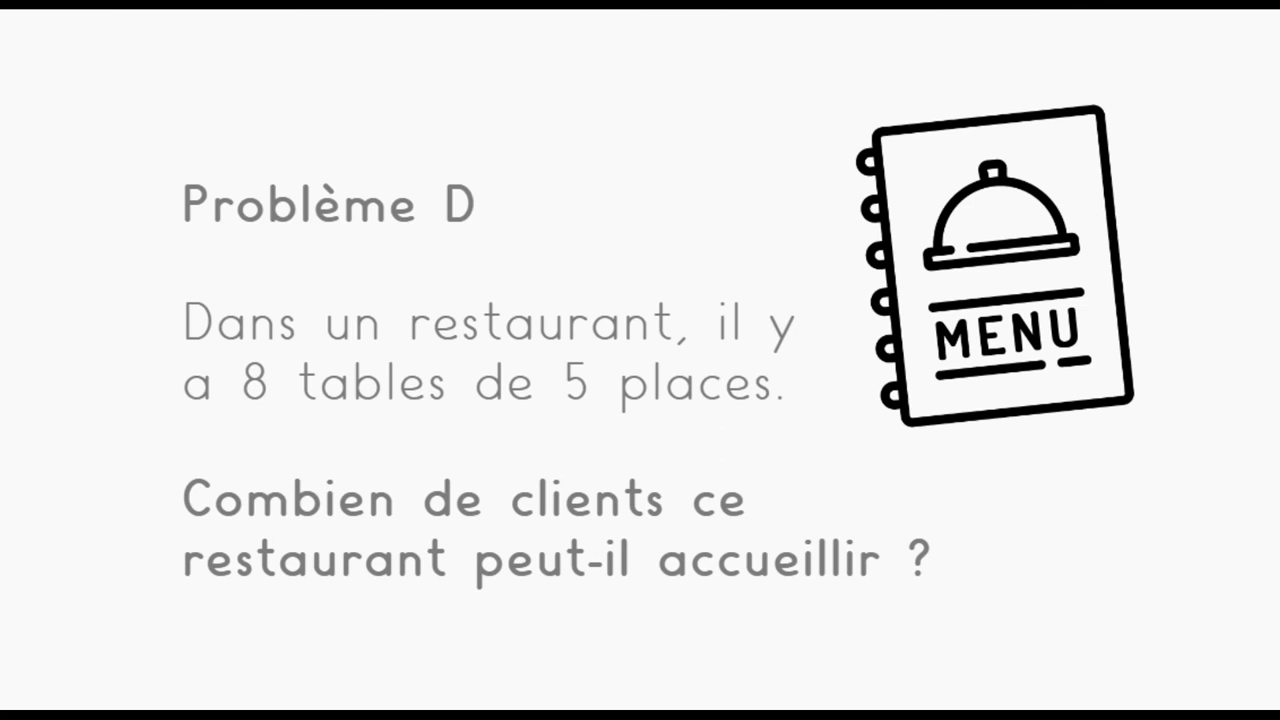 Problème D
Dans un restaurant, il y
a 8 tables de 5 places.
Combien de clients ce
restaurant peut-il accueillir ?
MENU